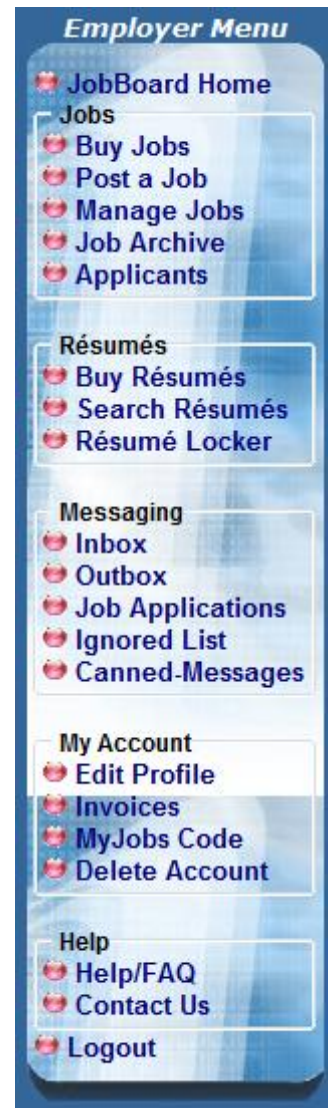 Employer Menu
JobBoard Home
Jobs
Buy Jobs
Post a Job
Manage Jobs
Job Archive
Applicants
Résumés
Buy Résumés
Search Résumés
Résumé Locker
Messaging
Inbox
Outbox
Job Applications
Ignored List
Canned-Messages
My Account
Edit Profile
Invoices
MyJobs Code
Delete Account
Help
Help/FAQ
Contact Us
Logout